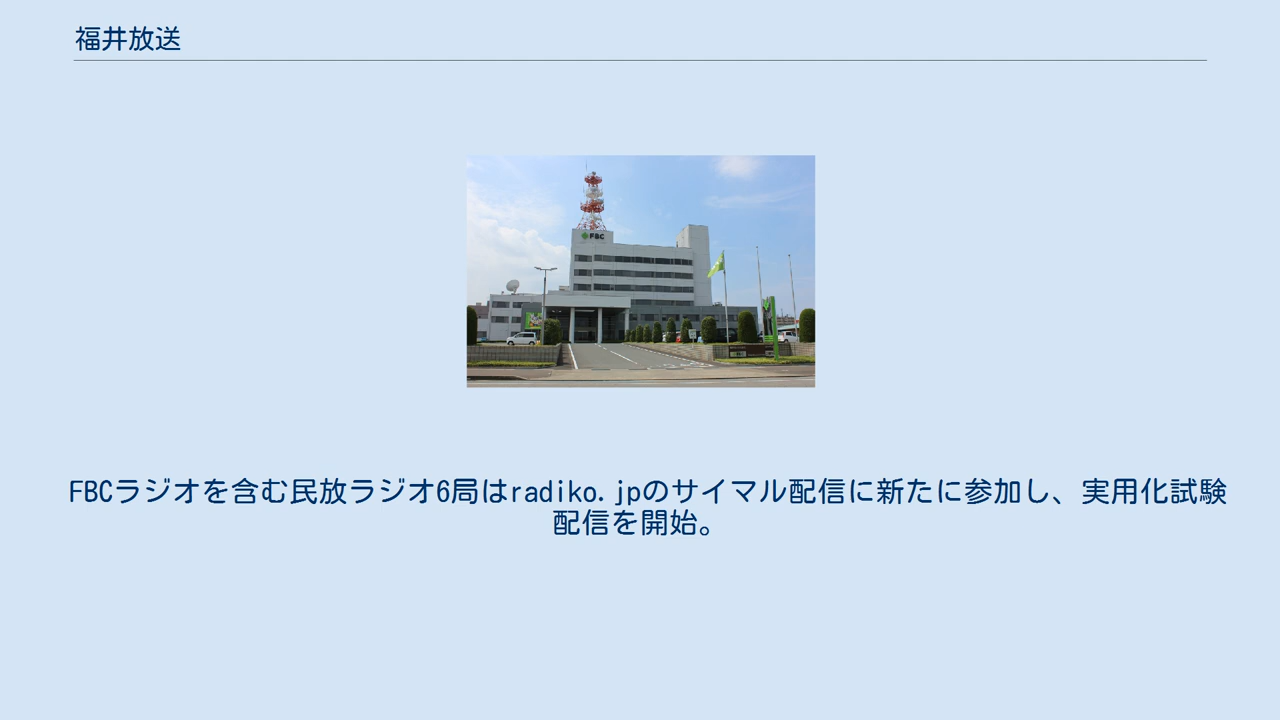 福井放送
FBC
FBCラジオを含む民放ラジオ6局はradiko.jpのサイマル配信に新たに参加し、実用化試験
配信を開始。